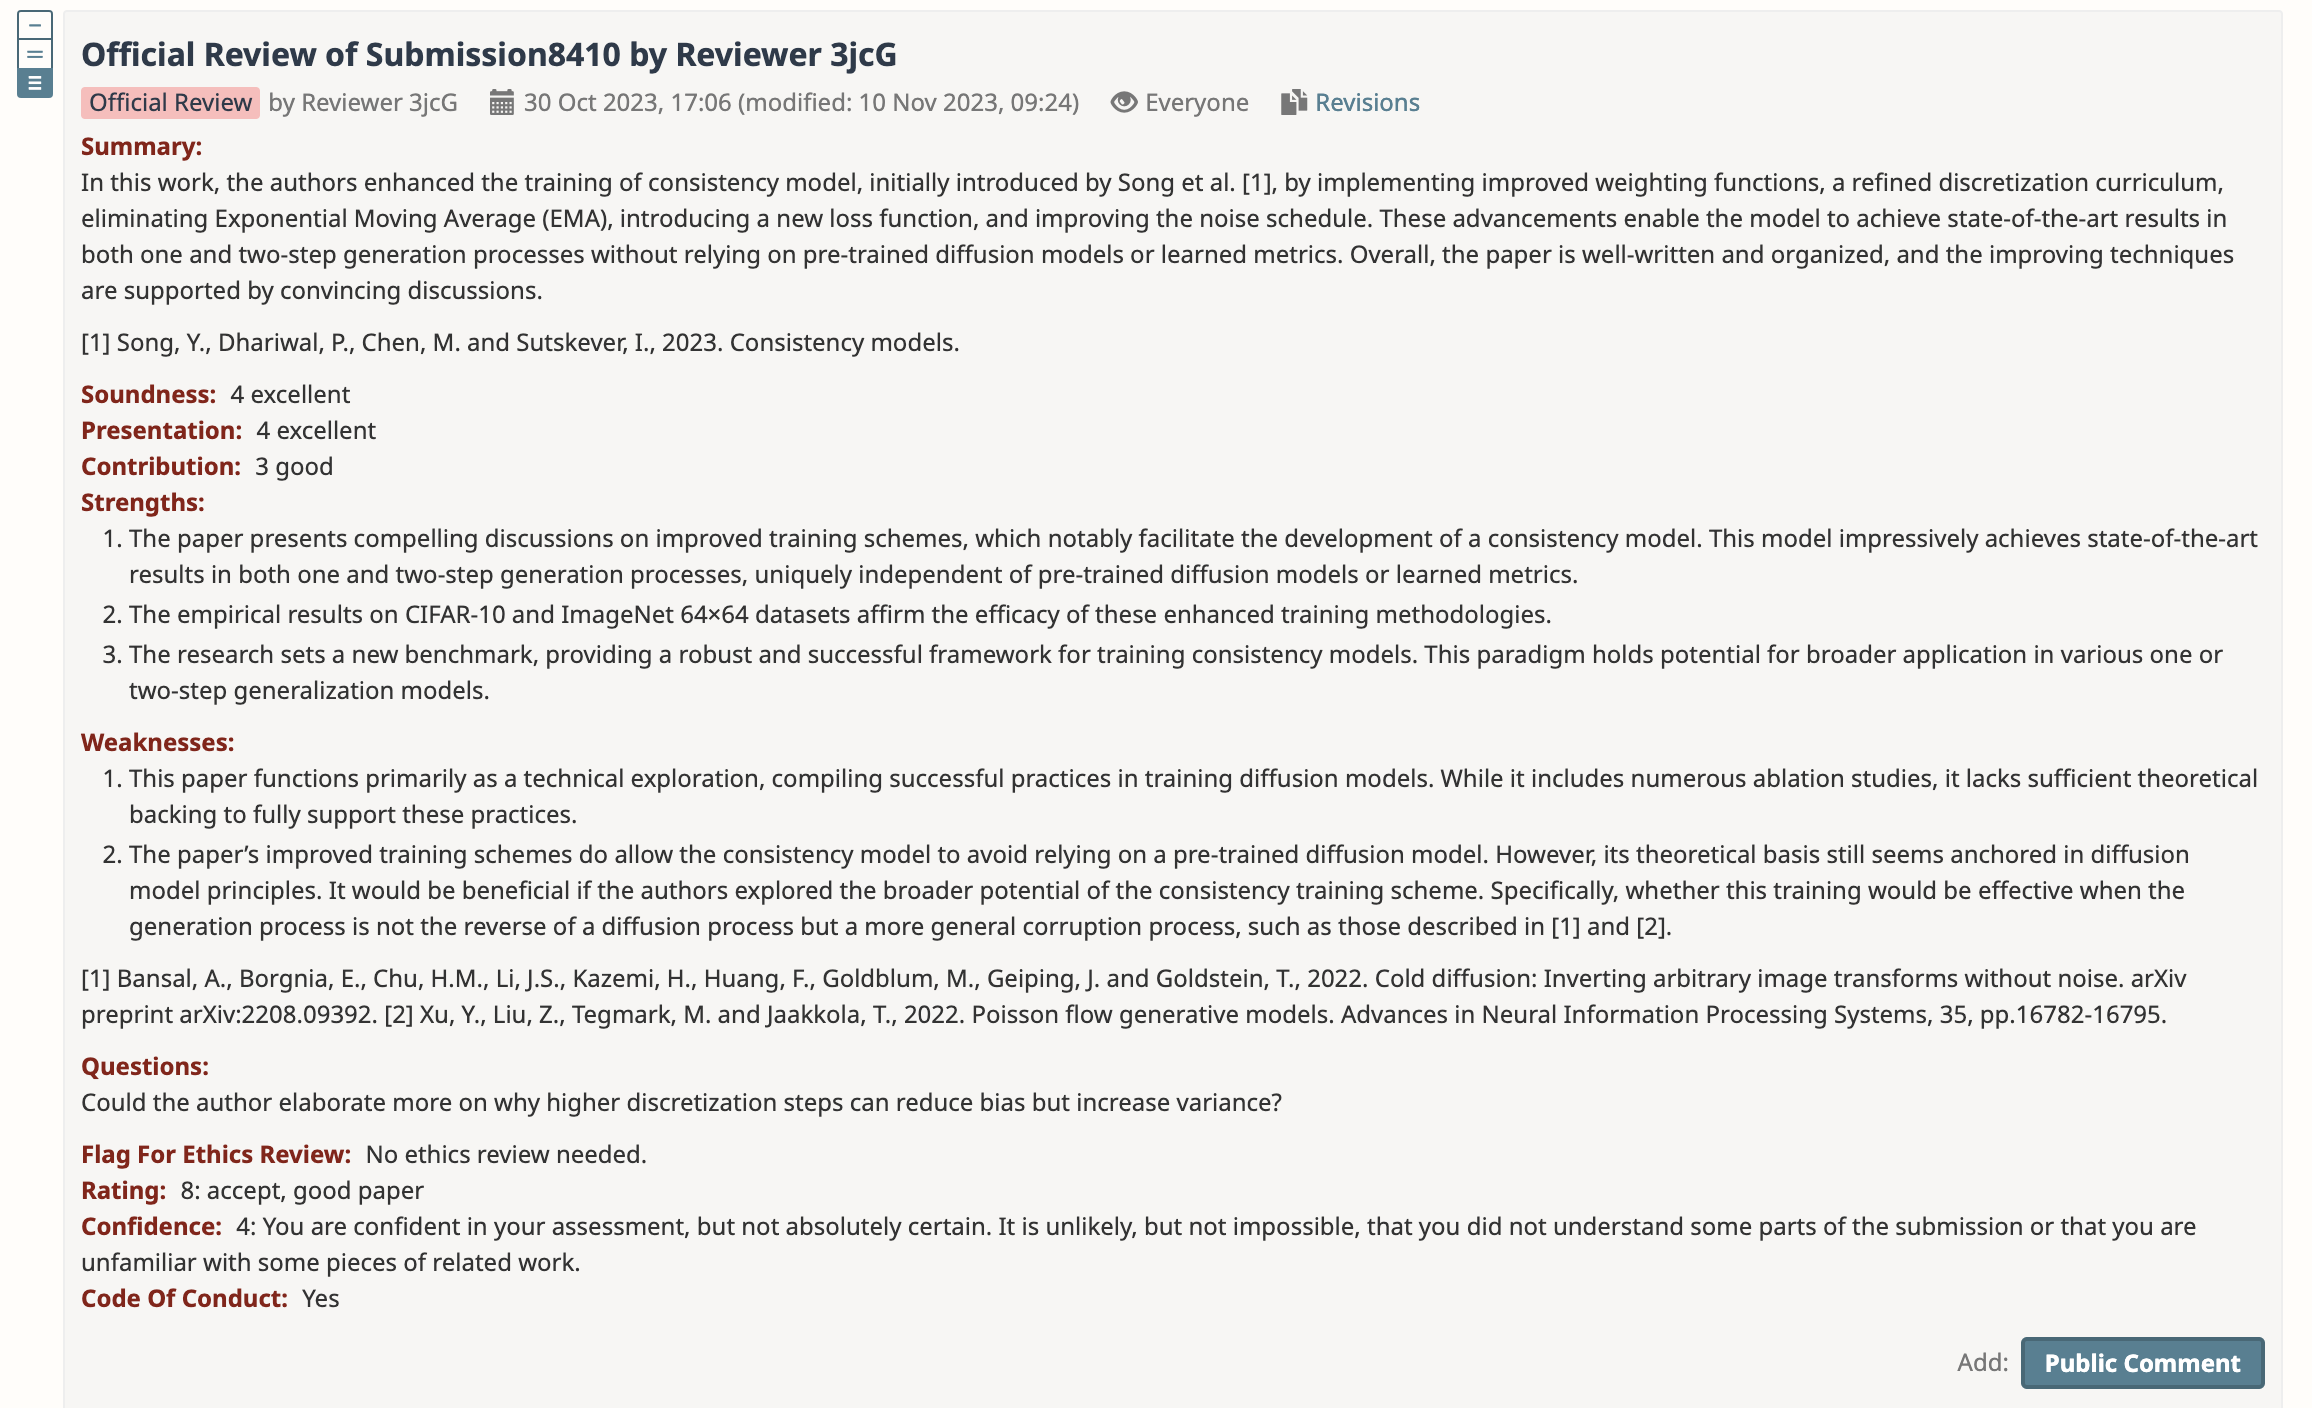 Official Review of Submission8410 by Reviewer 3jcG
Official Review by Reviewer 3jcG 30 Oct 2023, 17:06 (modified: 10 Nov 2023, 09:24) Everyone Revisions
Summary:
In this work, the authors enhanced the training of consistency model, initially introduced by Song et al. [1], by implementing improved weighting functions, a refined discretization curriculum,
eliminating Exponential Moving Average (EMA), introducing a new loss function, and improving the noise schedule. These advancements enable the model to achieve state-of-the-art results in
both one and two-step generation processes without relying on pre-trained diffusion models or learned metrics. Overall, the paper is well-written and organized, and the improving techniques
are supported by convincing discussions.
[1] Song, Y., Dhariwal, P., Chen, M. and Sutskever, I., 2023. Consistency models.
Soundness: 4 excellent
Presentation: 4 excellent
Contribution: 3 good
Strengths:
1. The paper presents compelling discussions on improved training schemes, which notably facilitate the development of a consistency model. This model impressively achieves state-of-the-art
results in both one and two-step generation processes, uniquely independent of pre-trained diffusion models or learned metrics.
2. The empirical results on CIFAR-10 and ImageNet 64×64 datasets affirm the efficacy of these enhanced training methodologies.
3. The research sets a new benchmark, providing a robust and successful framework for training consistency models. This paradigm holds potential for broader application in various one or
two-step generalization models.
Weaknesses:
1. This paper functions primarily as a technical exploration, compiling successful practices in training diffusion models. While it includes numerous ablation studies, it lacks sufficient theoretical
backing to fully support these practices.
2. The paper’s improved training schemes do allow the consistency model to avoid relying on a pre-trained diffusion model. However, its theoretical basis still seems anchored in diffusion
model principles. It would be beneficial if the authors explored the broader potential of the consistency training scheme. Specifically, whether this training would be effective when the
generation process is not the reverse of a diffusion process but a more general corruption process, such as those described in [1] and [2].
[1] Bansal, A., Borgnia, E., Chu, H.M., Li, J.S., Kazemi, H., Huang, F., Goldblum, M., Geiping, J. and Goldstein, T., 2022. Cold diffusion: Inverting arbitrary image transforms without noise. arXiv
preprint arXiv:2208.09392. [2] Xu, Y., Liu, Z., Tegmark, M. and Jaakkola, T., 2022. Poisson flow generative models. Advances in Neural Information Processing Systems, 35, pp.16782-16795.
Questions:
Could the author elaborate more on why higher discretization steps can reduce bias but increase variance?
Flag For Ethics Review: No ethics review needed.
Rating: 8: accept, good paper
Confidence: 4: You are confident in your assessment, but not absolutely certain. It is unlikely, but not impossible, that you did not understand some parts of the submission or that you are
unfamiliar with some pieces of related work.
Code Of Conduct: Yes
Add: Public Comment